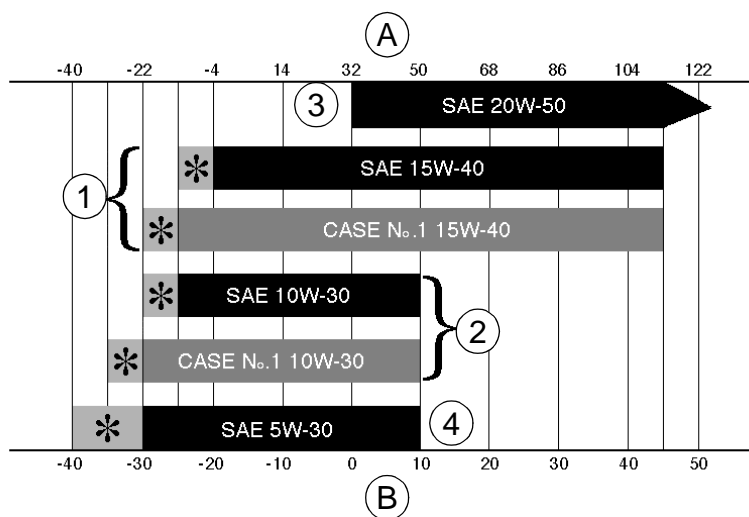 A
-40 -22 -4 14 32 50 68 86 104 122
3 SAE 20W-50
* SAE 15W-40
1
* CASE No.1 15W-40
* SAE 10W-30
2
* CASE No.1 10W-30
* SAE 5W-30 4
-40 -30 -20 -10 0 10 20 30 40 50
B